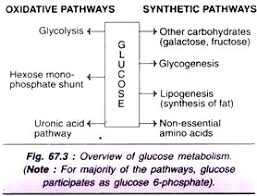 OXIDATIVE PATHWAYS SYNTHETIC PATHWAYS
Glycolysis
Hexose mono-
phosphate shunt
Uronic acid
pathway
GLUCOSE
Other carbohydrates
(galactose, fructose)
Glycogenesis
Lipogenesis
(synthesis of fat)
Non-essential
amino acids
Fig. 67.3 : Overview of glucose metabolism.
(Note : For majority of the pathways, glucose
participates as glucose 6-phosphate).